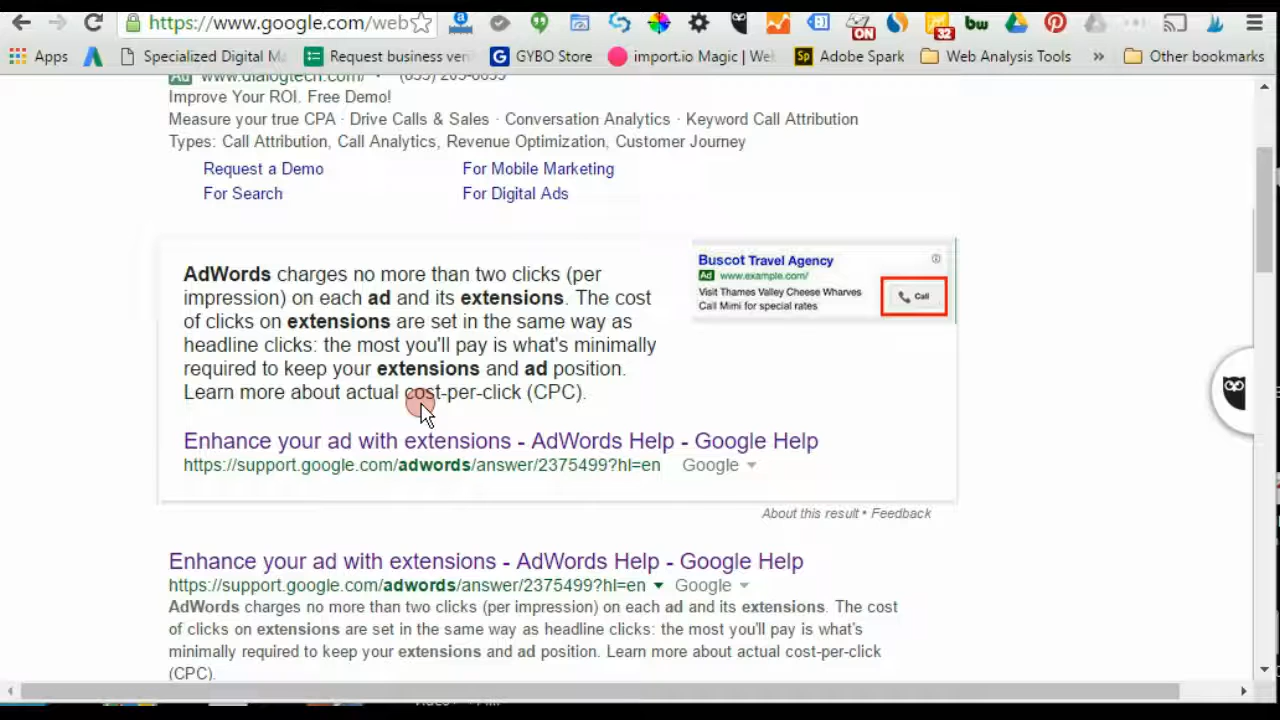 https://www.google.com/web
ON
32
bw
Apps
Specialized Digital Ma
Request business ver
GYBO Store
import.io Magic | We
Sp Adobe Spark
Web Analysis Tools
»
Other bookmarks
Ad www.dialogtech.com/
Improve Your ROI. Free Demo!
Measure your true CPA · Drive Calls & Sales · Conversation Analytics · Keyword Call Attribution
Types: Call Attribution, Call Analytics, Revenue Optimization, Customer Journey
Request a Demo
For Mobile Marketing
For Search
For Digital Ads
AdWords charges no more than two clicks (per
impression) on each ad and its extensions. The cost
of clicks on extensions are set in the same way as
headline clicks: the most you'll pay is what's minimally
required to keep your extensions and ad position.
Learn more about actual cost-per-click (CPC).
Buscot Travel Agency
Ad www.example.com/
Visit Thames Valley Cheese Wharves
Call Mimi for special rates
Call
Enhance your ad with extensions - AdWords Help - Google Help
https://support.google.com/adwords/answer/2375499?hl=en Google
About this result • Feedback
Enhance your ad with extensions - AdWords Help - Google Help
https://support.google.com/adwords/answer/2375499?hl=en Google
AdWords charges no more than two clicks (per impression) on each ad and its extensions. The cost
of clicks on extensions are set in the same way as headline clicks: the most you'll pay is what's
minimally required to keep your extensions and ad position. Learn more about actual cost-per-click
(CPC).